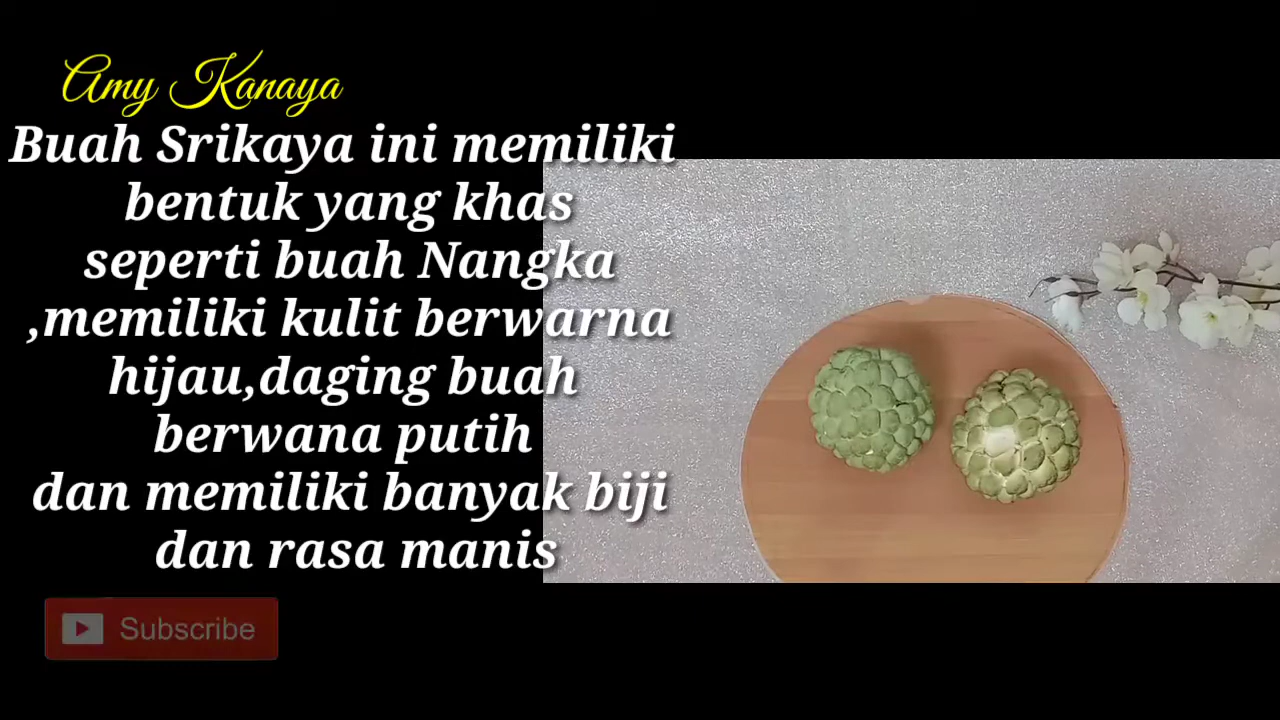 Amy Kanaya
Buah Srikaya ini memiliki
bentuk yang khas
seperti buah Nangka
,memiliki kulit berwarna
hijau,daging buah
berwana putih
dan memiliki banyak biji
dan rasa manis
Subscribe